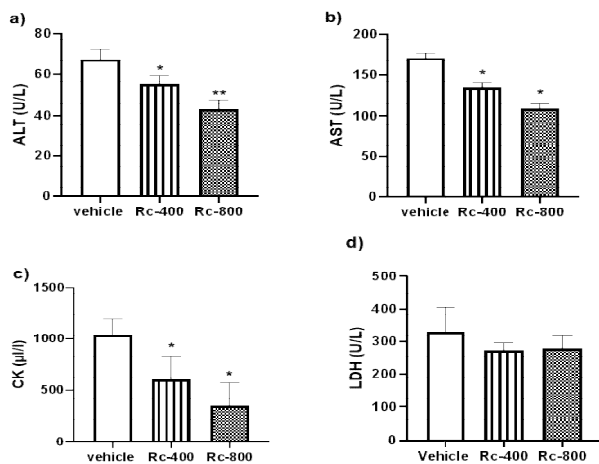 a)
80
60
40
20
0
ALT (U/L)
*
**
vehicle Rc-400 Rc-800
b)
200
150
100
50
0
AST (U/L)
*
*
vehicle Rc-400 Rc-800
c)
1500
1000
500
0
CK (µl/l)
*
*
vehicle Rc-400 Rc-800
d)
500
400
300
200
100
0
LDH (U/L)
Vehicle Rc-400 Rc-800